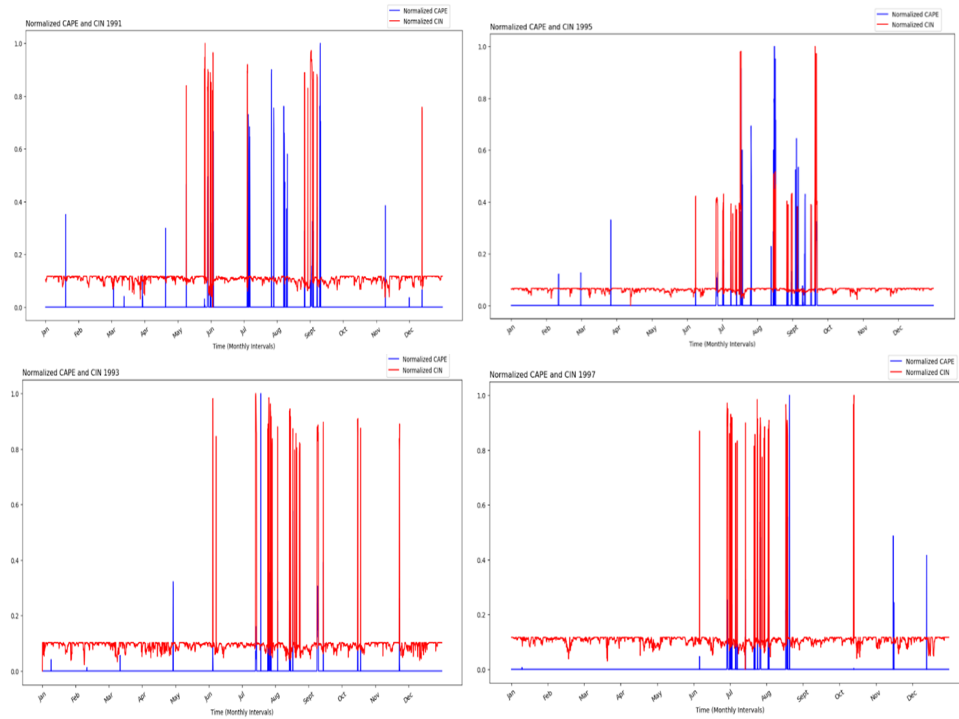 Normalized CAPE and CIN 1991
Normalized CAPE
Normalized CIN
1.0
0.8
0.6
0.4
0.2
0.0
Jan Feb Mar Apr May Jun Jul Aug Sept Oct Nov Dec
Time (Monthly Intervals)
Normalized CAPE and CIN 1995
Normalized CAPE
Normalized CIN
1.0
0.8
0.6
0.4
0.2
0.0
Jan Feb Mar Apr May Jun Jul Aug Sept Oct Nov Dec
Time (Monthly Intervals)
Normalized CAPE and CIN 1993
Normalized CAPE
Normalized CIN
1.0
0.8
0.6
0.4
0.2
0.0
Jan Feb Mar Apr May Jun Jul Aug Sept Oct Nov Dec
Time (Monthly Intervals)
Normalized CAPE and CIN 1997
Normalized CAPE
Normalized CIN
1.0
0.8
0.6
0.4
0.2
0.0
Jan Feb Mar Apr May Jun Jul Aug Sept Oct Nov Dec
Time (Monthly Intervals)